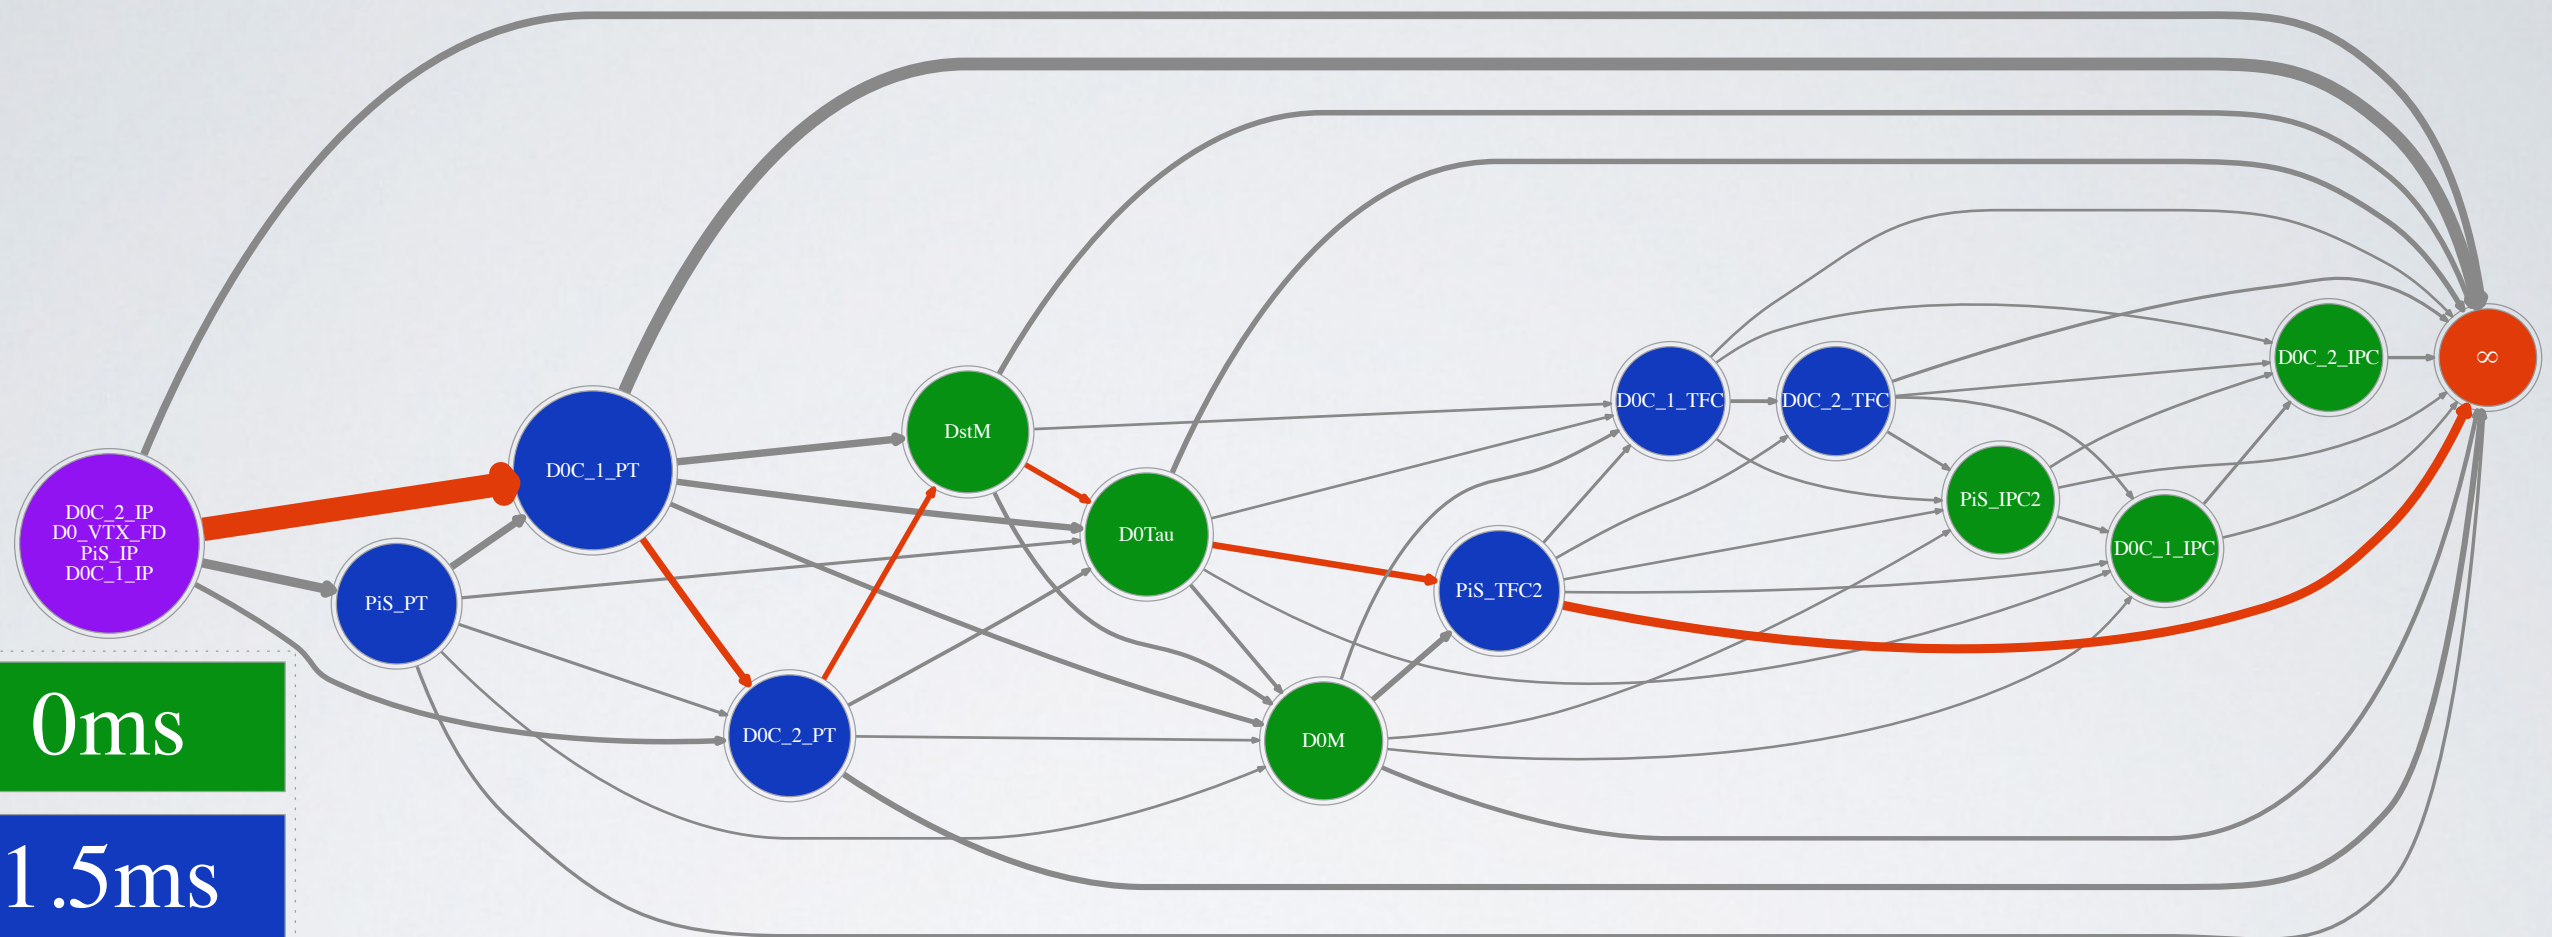 D0C_2_IP
D0_VTX_FD
PiS_IP
D0C_1_IP
PiS_PT
D0C_1_PT
D0C_2_PT
DstM
D0Tau
D0M
PiS_TFC2
D0C_1_TFC
D0C_2_TFC
PiS_IPC2
D0C_1_IPC
D0C_2_IPC
∞
0ms
1.5ms